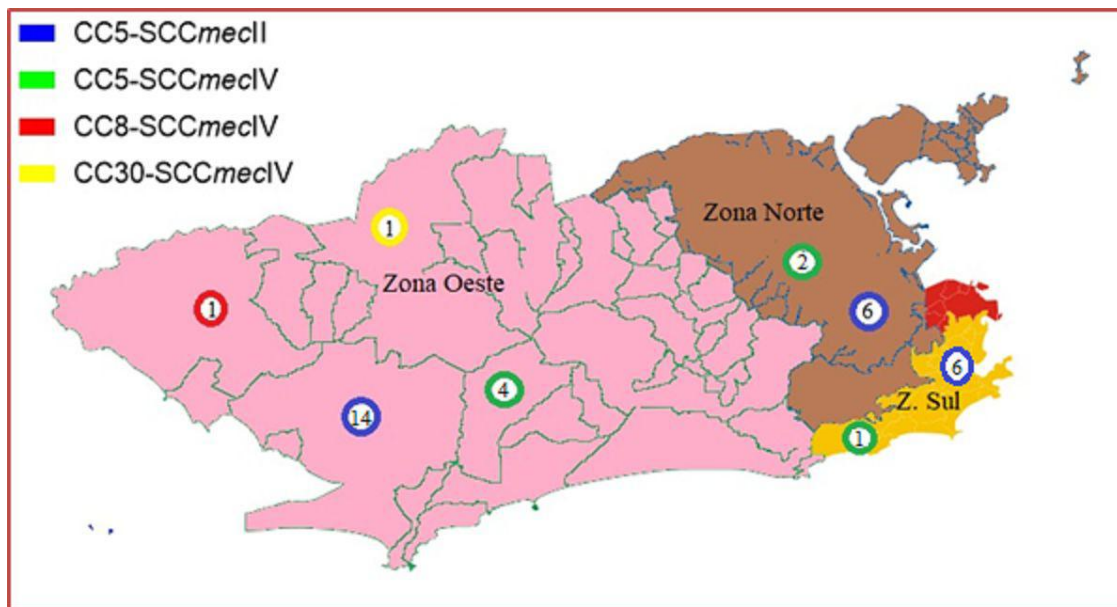 CC5-SCCmecII
CC5-SCCmecIV
CC8-SCCmecIV
CC30-SCCmecIV
Zona Norte
1
2
Zona Oeste
1
6
6
4
Z. Sul
14
1